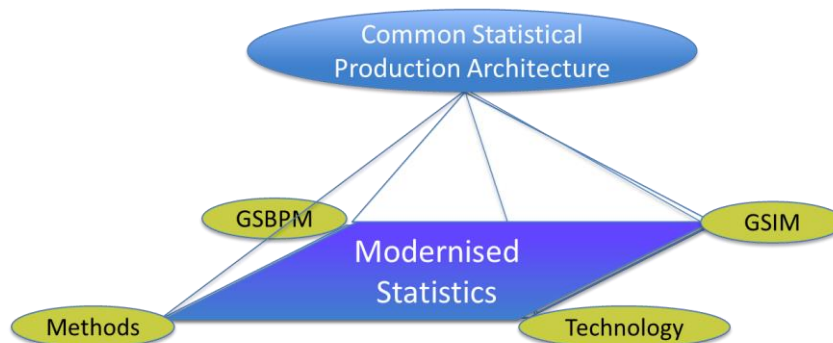 Common Statistical
Production Architecture
GSBPM
GSIM
Modernised
Statistics
Methods
Technology